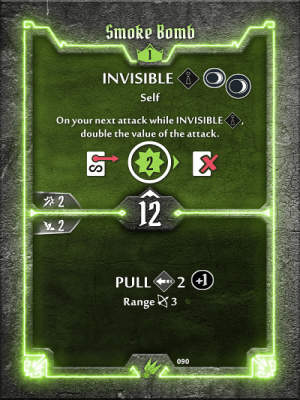 Smoke Bomb
1
INVISIBLE
Self
On your next attack while INVISIBLE ,
double the value of the attack.
S 2
2
12
2
PULL 2 +1
Range 3
090